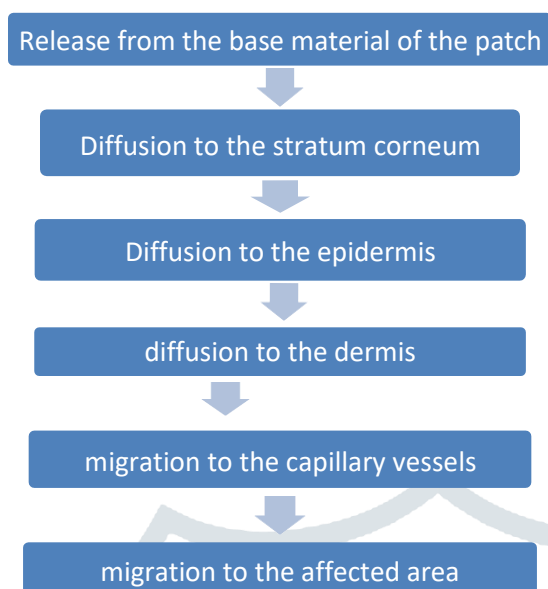 Release from the base material of the patch
Diffusion to the stratum corneum
Diffusion to the epidermis
diffusion to the dermis
migration to the capillary vessels
migration to the affected area